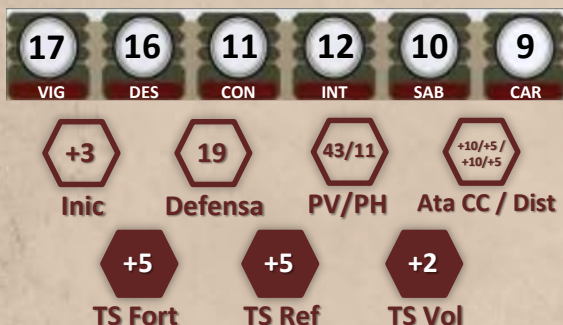 17 16 11 12 10 9
VIG DES CON INT SAB CAR
+3 19 43/11 +10/+5 /
+10/+5
Inic Defensa PV/PH Ata CC / Dist
+5 +5 +2
TS Fort TS Ref TS Vol